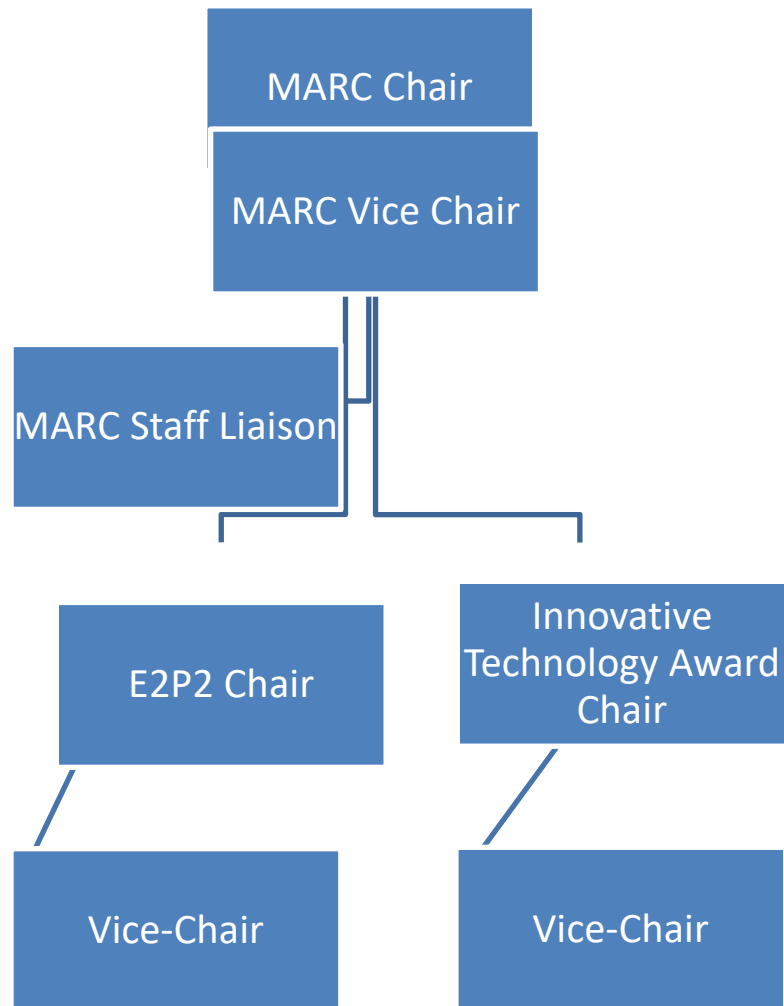 MARC Chair
MARC Vice Chair
MARC Staff Liaison
E2P2 Chair
Innovative
Technology Award
Chair
Vice-Chair
Vice-Chair